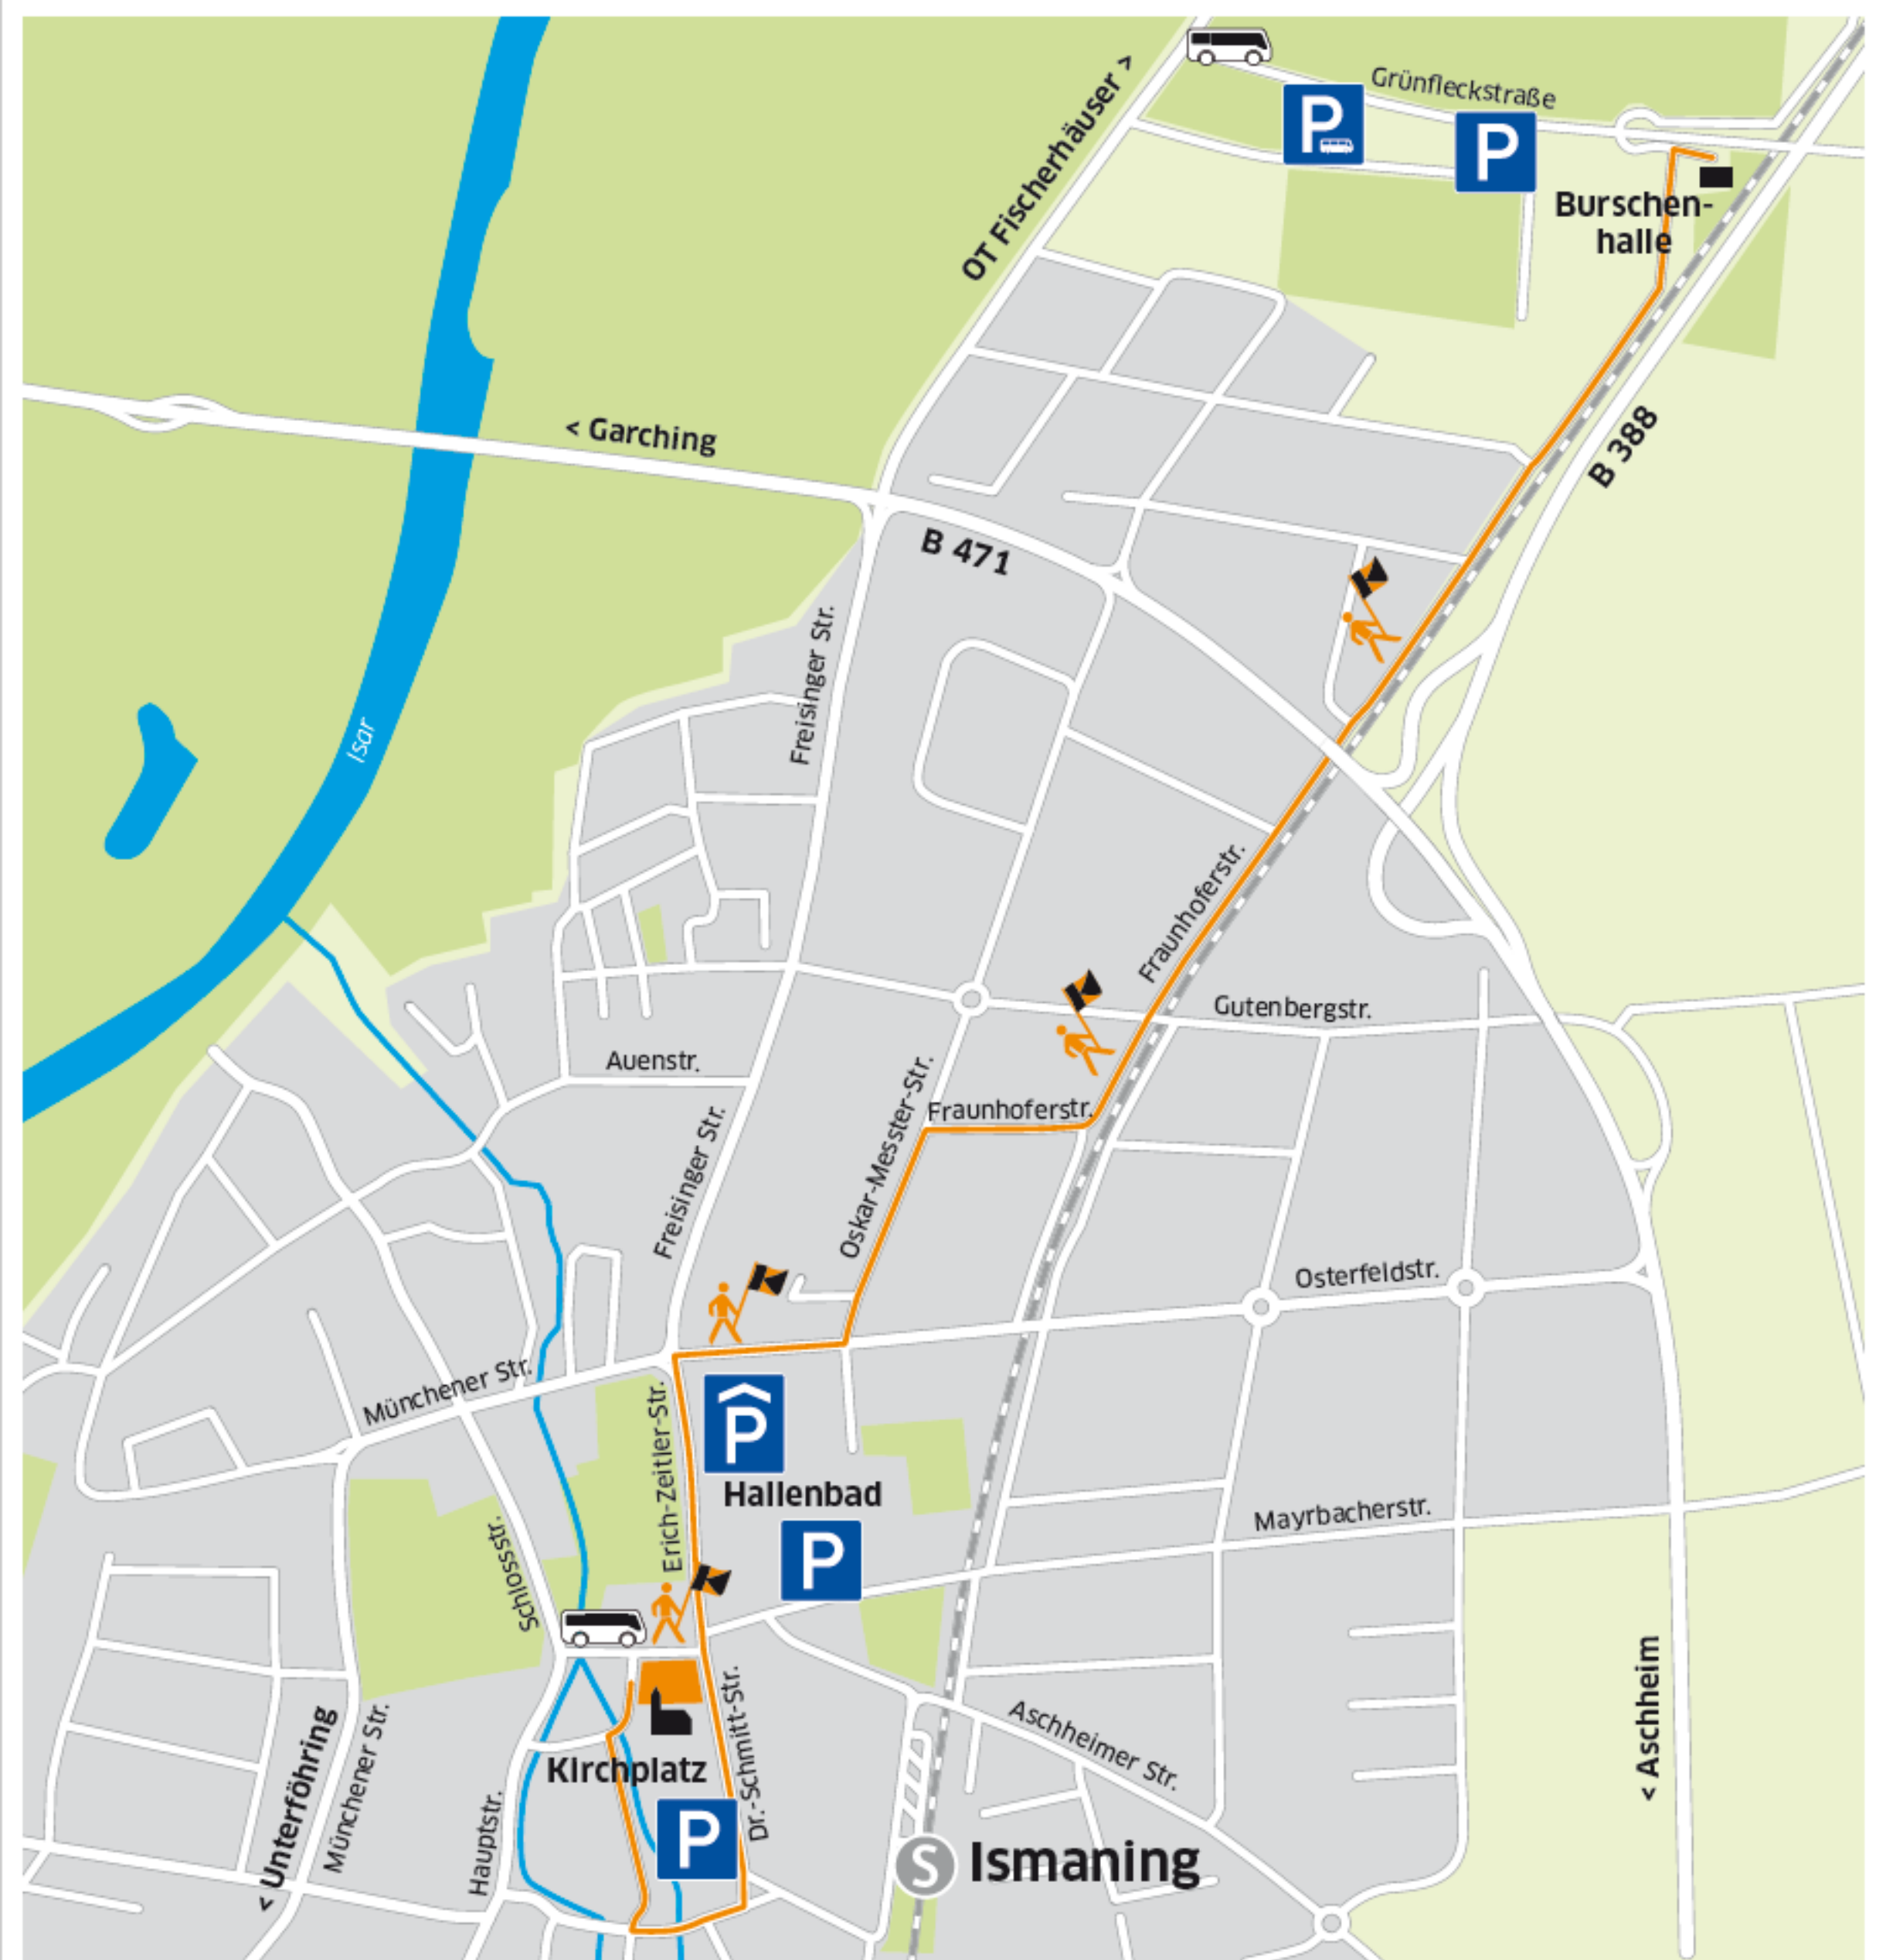 Grünfleckstraße
OT Fischerhäuser >
P
P
Burschen-
halle
< Garching
B 388
B 471
Freisinger Str.
Isar
Fraunhoferstr.
Gutenbergstr.
Auenstr.
Fraunhoferstr.
Freisinger Str.
Oskar-Messter-Str.
Osterfeldstr.
Münchener Str.
Erich-Zeitler-Str.
P
Hallenbad
Mayrbacherstr.
P
Schlossstr.
Dr.-Schmitt-Str.
Aschheimer Str.
< Aschheim
KIrchplatz
< Unterföhring
Münchener Str.
Hauptstr.
P
S Ismaning